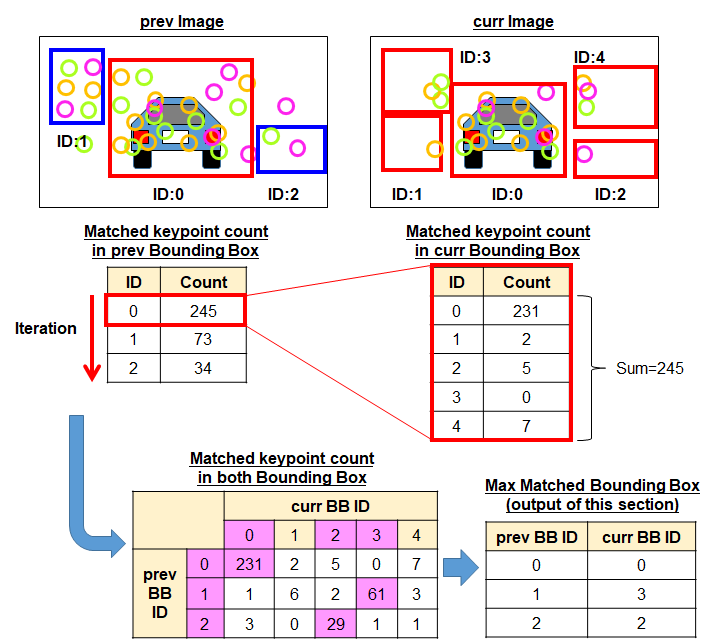 prev Image
curr Image
ID:3
ID:4
ID:1
ID:0
ID:2
ID:1
ID:0
ID:2
Matched keypoint count
in prev Bounding Box
Matched keypoint count
in curr Bounding Box
ID Count
0 245
1 73
2 34
Iteration
ID Count
0 231
1 2
2 5
3 0
4 7
Sum=245
Matched keypoint count
in both Bounding Box
curr BB ID
0 1 2 3 4
prev
BB
ID
0 231 2 5 0 7
1 1 6 2 61 3
2 3 0 29 1 1
Max Matched Bounding Box
(output of this section)
prev BB ID curr BB ID
0 0
1 3
2 2